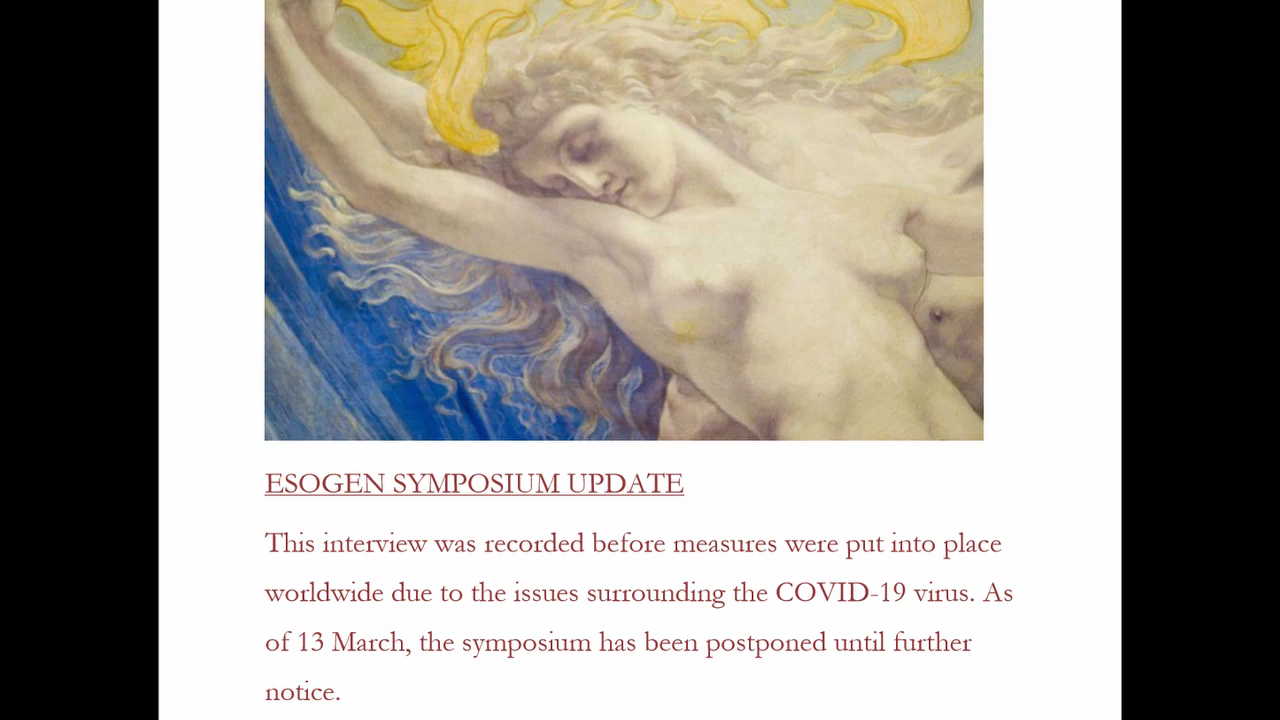 ESOGEN SYMPOSIUM UPDATE
This interview was recorded before measures were put into place
worldwide due to the issues surrounding the COVID-19 virus. As
of 13 March, the symposium has been postponed until further
notice.